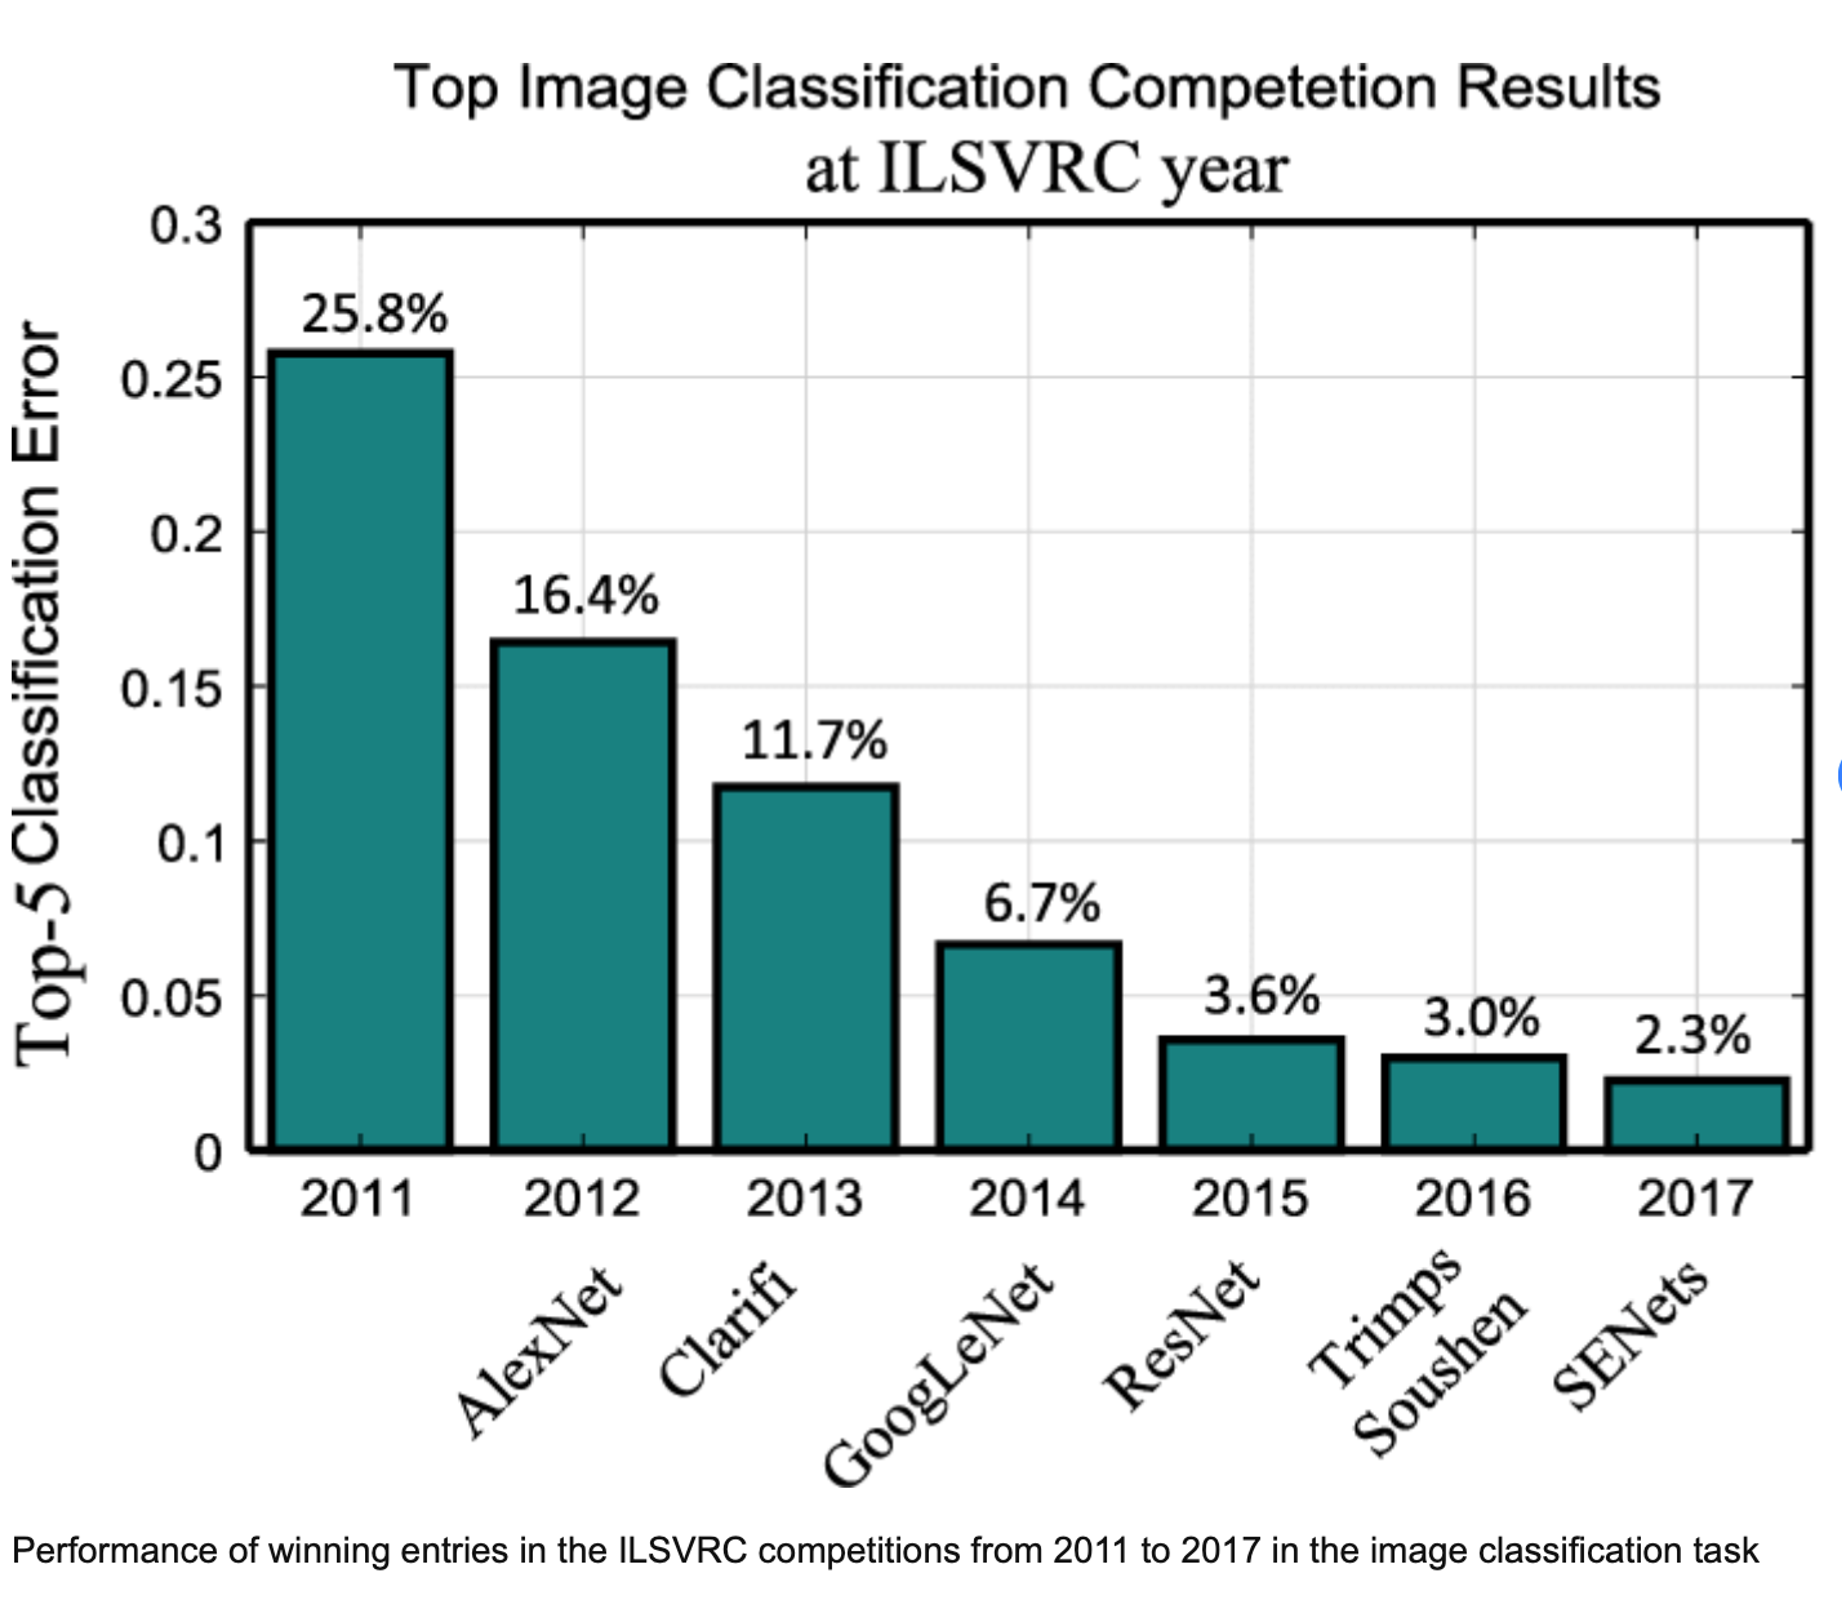 Top Image Classification Competetion Results
at ILSVRC year
Top-5 Classification Error
0.3
0.25
0.2
0.15
0.1
0.05
0
25.8%
16.4%
11.7%
6.7%
3.6%
3.0%
2.3%
2011
2012
2013
2014
2015
2016
2017
AlexNet
Clarifi
GoogLeNet
ResNet
Trimps
Soushen
SENets
Performance of winning entries in the ILSVRC competitions from 2011 to 2017 in the image classification task